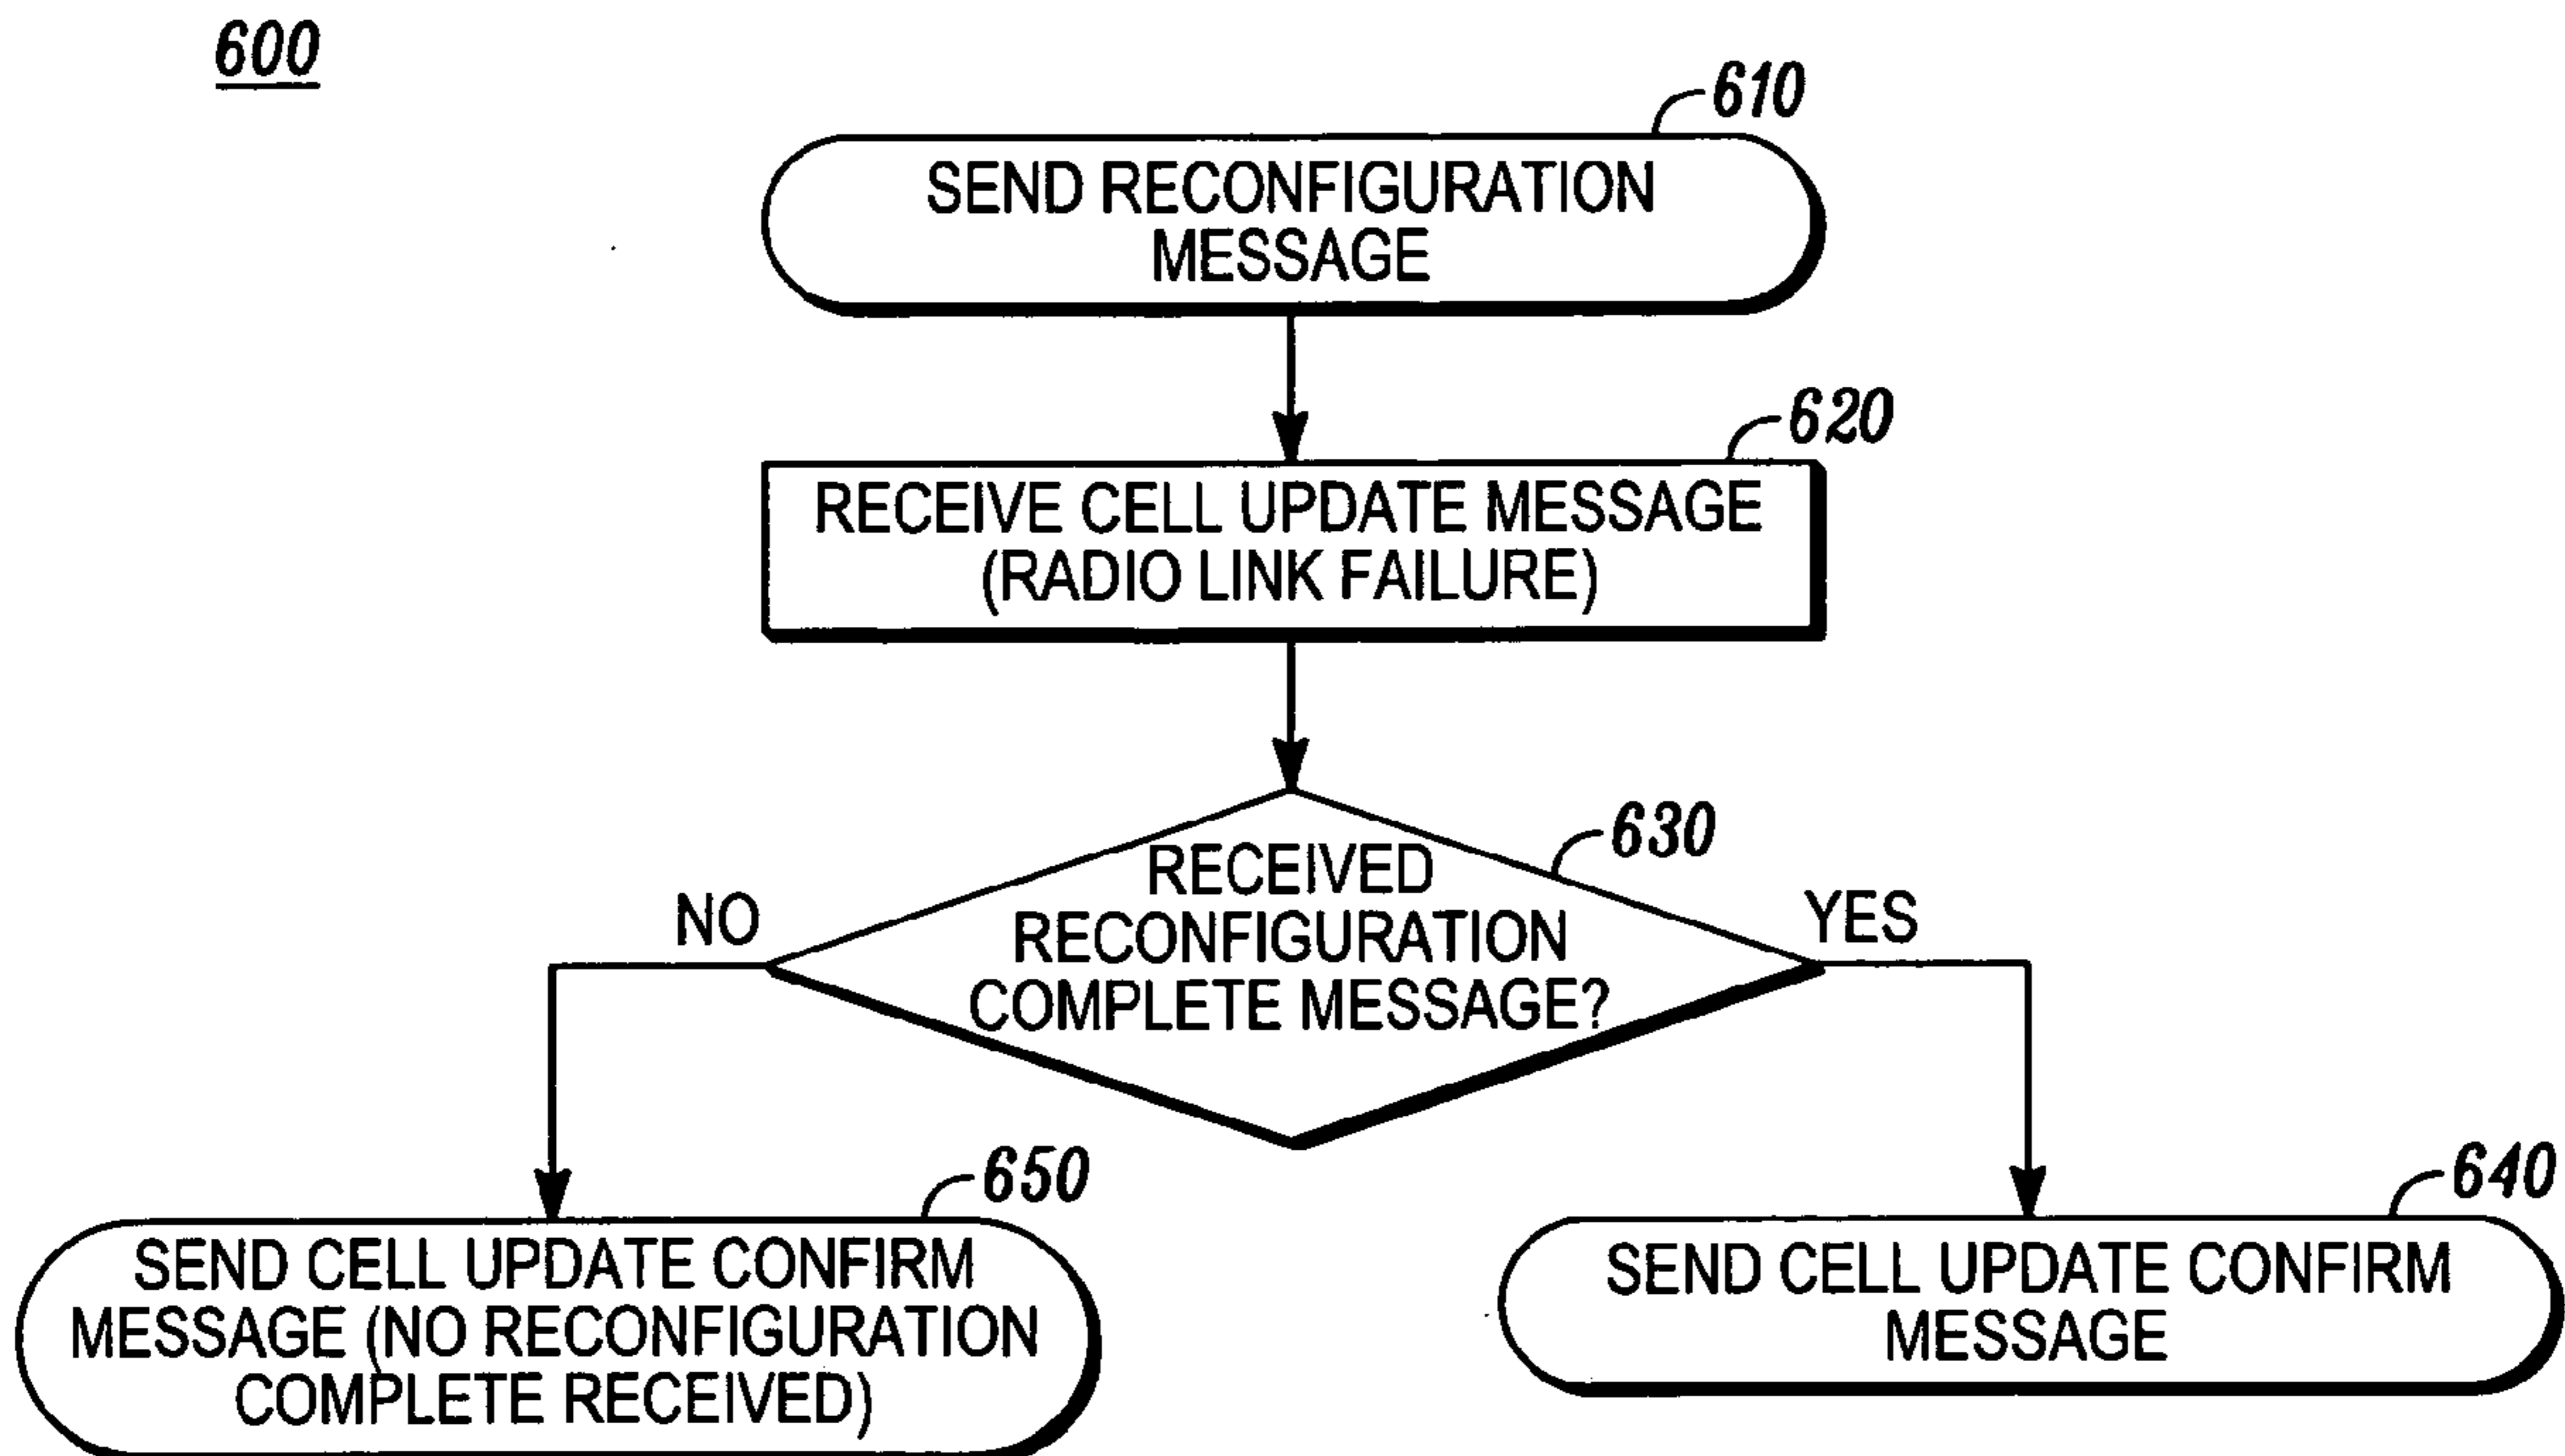 600
610
SEND RECONFIGURATION
MESSAGE
620
RECEIVE CELL UPDATE MESSAGE
(RADIO LINK FAILURE)
630
RECEIVED
RECONFIGURATION
COMPLETE MESSAGE?
NO
YES
650
SEND CELL UPDATE CONFIRM
MESSAGE (NO RECONFIGURATION
COMPLETE RECEIVED)
640
SEND CELL UPDATE CONFIRM
MESSAGE